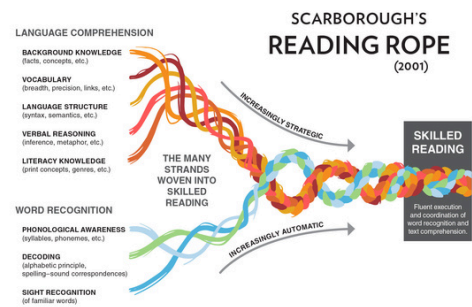 SCARBOROUGH'S
READING ROPE
(2001)
LANGUAGE COMPREHENSION
BACKGROUND KNOWLEDGE
(facts, concepts, etc.)
VOCABULARY
(breadth, precision, links, etc.)
LANGUAGE STRUCTURE
(syntax, semantics, etc.)
VERBAL REASONING
(inference, metaphor, etc.)
LITERACY KNOWLEDGE
(print concepts, genres, etc.)
THE MANY
STRANDS
WOVEN INTO
SKILLED
READING
INCREASINGLY STRATEGIC
WORD RECOGNITION
PHONOLOGICAL AWARENESS
(syllables, phonemes, etc.)
DECODING
(alphabetic principle,
spelling–sound correspondences)
SIGHT RECOGNITION
(of familiar words)
INCREASINGLY AUTOMATIC
SKILLED
READING
Fluent execution
and coordination of
word recognition and
text comprehension.